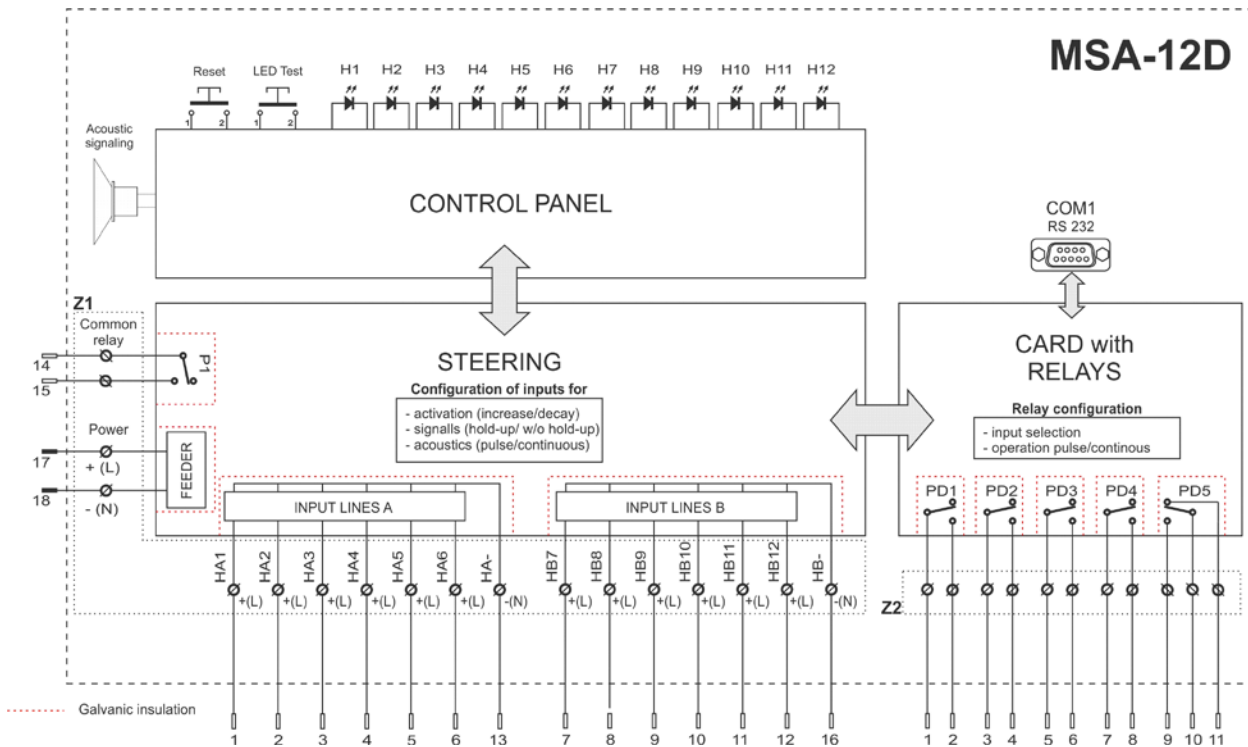 MSA-12D
Reset
LED Test
H1 H2 H3 H4 H5 H6 H7 H8 H9 H10 H11 H12
1 2 1 2
Acoustic
signaling
CONTROL PANEL
COM1
RS 232
Z1
Common
relay
14
15
P1
Power
17
+ (L)
18
- (N)
FEEDER
STEERING
Configuration of inputs for
- activation (increase/decay)
- signalls (hold-up/ w/o hold-up)
- acoustics (pulse/continuous)
CARD with
RELAYS
Relay configuration
- input selection
- operation pulse/continous
INPUT LINES A
INPUT LINES B
PD1 PD2 PD3 PD4 PD5
HA1 HA2 HA3 HA4 HA5 HA6 HA-
HB7 HB8 HB9 HB10 HB11 HB12 HB-
+(L) +(L) +(L) +(L) +(L) +(L) -(N)
+(L) +(L) +(L) +(L) +(L) +(L) -(N)
Z2
Galvanic insulation
1 2 3 4 5 6 13
7 8 9 10 11 12 16
1 2 3 4 5 6 7 8 9 10 11